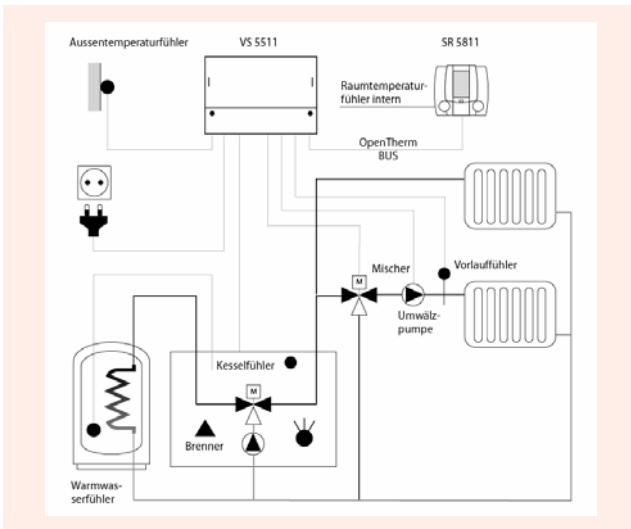 Aussentemperaturfühler
VS 5511
SR 5811
Raumtemperatur-
fühler intern
OpenTherm
BUS
M
Mischer
Vorlauffühler
Umwälz-
pumpe
Kesselfühler
M
Brenner
Warmwas-
serfühler